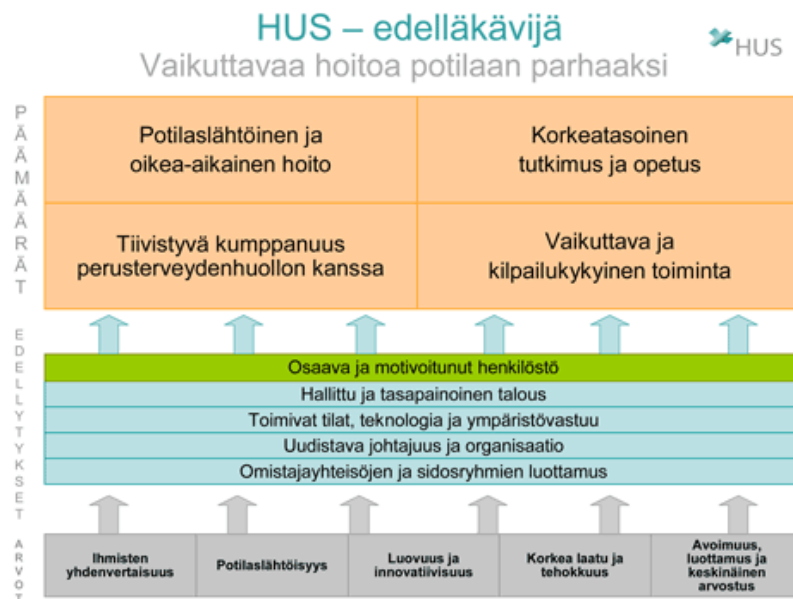 HUS – edelläkävijä
Vaikuttavaa hoitoa potilaan parhaaksi
HUS
PÄÄMÄÄRÄT
Potilaslähtöinen ja
oikea-aikainen hoito
Korkeatasoinen
tutkimus ja opetus
Tiivistyvä kumppanuus
perusterveydenhuollon kanssa
Vaikuttava ja
kilpailukykyinen toiminta
EDELLYTYKSET
Osaava ja motivoitunut henkilöstö
Hallittu ja tasapainoinen talous
Toimivat tilat, teknologia ja ympäristövastuu
Uudistava johtajuus ja organisaatio
Omistajayhteisöjen ja sidosryhmien luottamus
ARVOT
Ihmisten
yhdenvertaisuus
Potilaslähtöisyys
Luovuus ja
innovatiivisuus
Korkea laatu ja
tehokkuus
Avoimuus,
luottamus ja
keskinäinen
arvostus